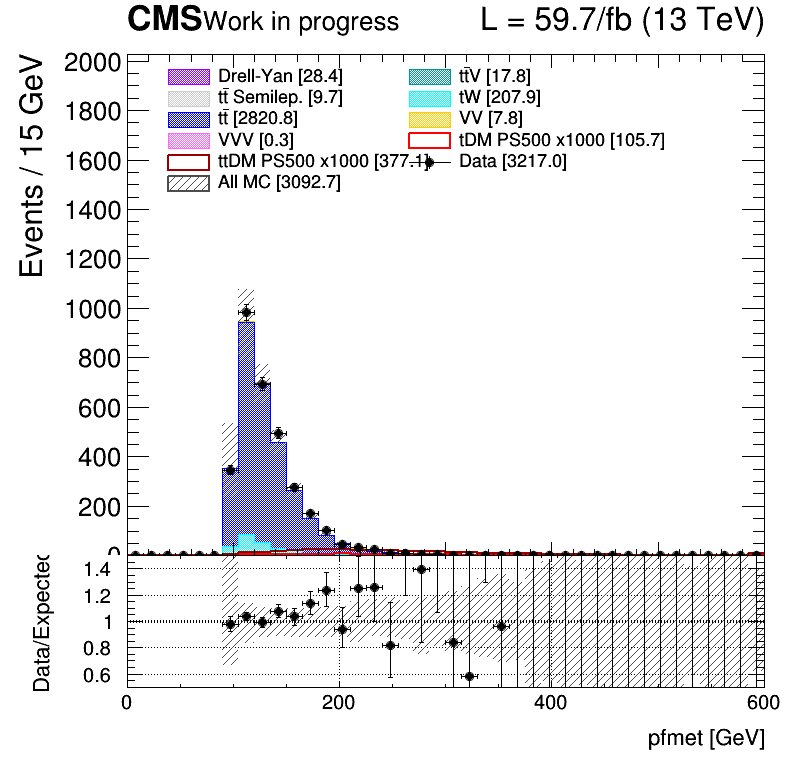 CMS Work in progress L = 59.7/fb (13 TeV)
Events / 15 GeV
2000
1800
1600
1400
1200
1000
800
600
400
200
0
Drell-Yan [28.4]
tt̄ Semilep. [9.7]
tt̄ [2820.8]
VVV [0.3]
ttDM PS500 x1000 [377.1]
All MC [3092.7]
tt̄V [17.8]
tW [207.9]
VV [7.8]
tDM PS500 x1000 [105.7]
Data [3217.0]
Data/Expected
1.4
1.2
1
0.8
0.6
0 200 400 600
pfmet [GeV]